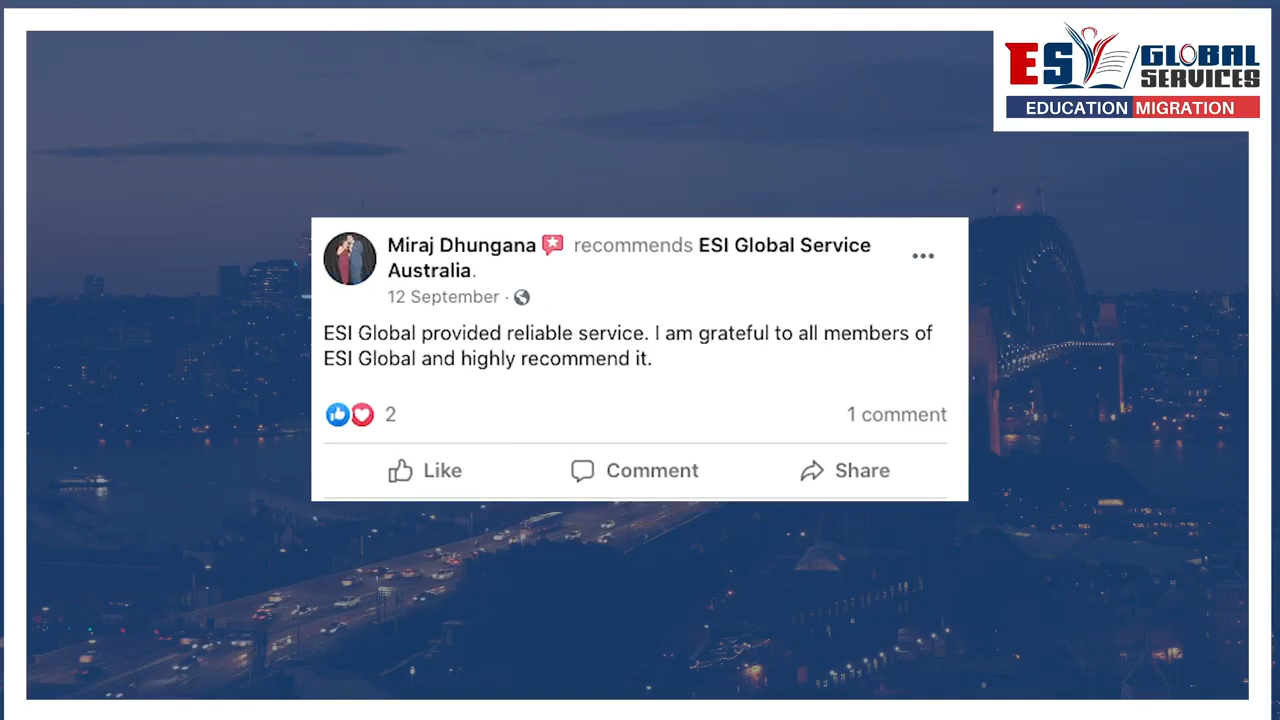 ESI GLOBAL
SERVICES
EDUCATION MIGRATION
Miraj Dhungana recommends ESI Global Service
Australia.
12 September ·
ESI Global provided reliable service. I am grateful to all members of
ESI Global and highly recommend it.
2 1 comment
Like Comment Share